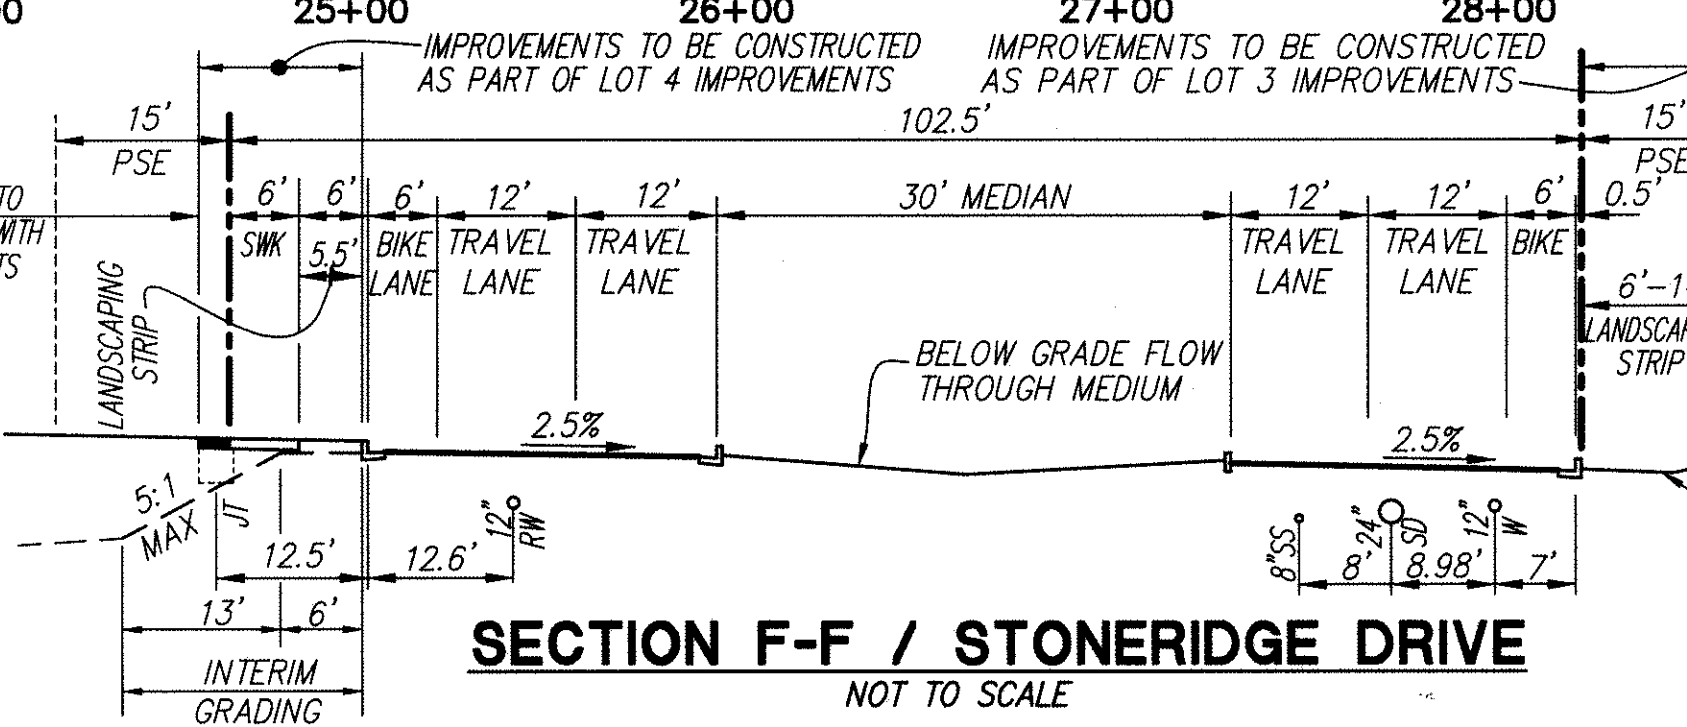 25+00
26+00
27+00
28+00
IMPROVEMENTS TO BE CONSTRUCTED
AS PART OF LOT 4 IMPROVEMENTS
IMPROVEMENTS TO BE CONSTRUCTED
AS PART OF LOT 3 IMPROVEMENTS
15'
PSE
102.5'
15'
PSE
TO
WITH
6'
SWK
6'
5.5'
6'
BIKE
LANE
12'
TRAVEL
LANE
12'
TRAVEL
LANE
30' MEDIAN
12'
TRAVEL
LANE
12'
TRAVEL
LANE
6'
BIKE
0.5'
LANDSCAPING
STRIP
STRIP
BELOW GRADE FLOW
THROUGH MEDIUM
2.5%
2.5%
5:1
MAX
JT
12.5'
12.6'
12"
RW
8"SS
24"
SD
12"
W
8'
8.98'
7'
13'
6'
INTERIM
GRADING
SECTION F-F / STONERIDGE DRIVE
NOT TO SCALE